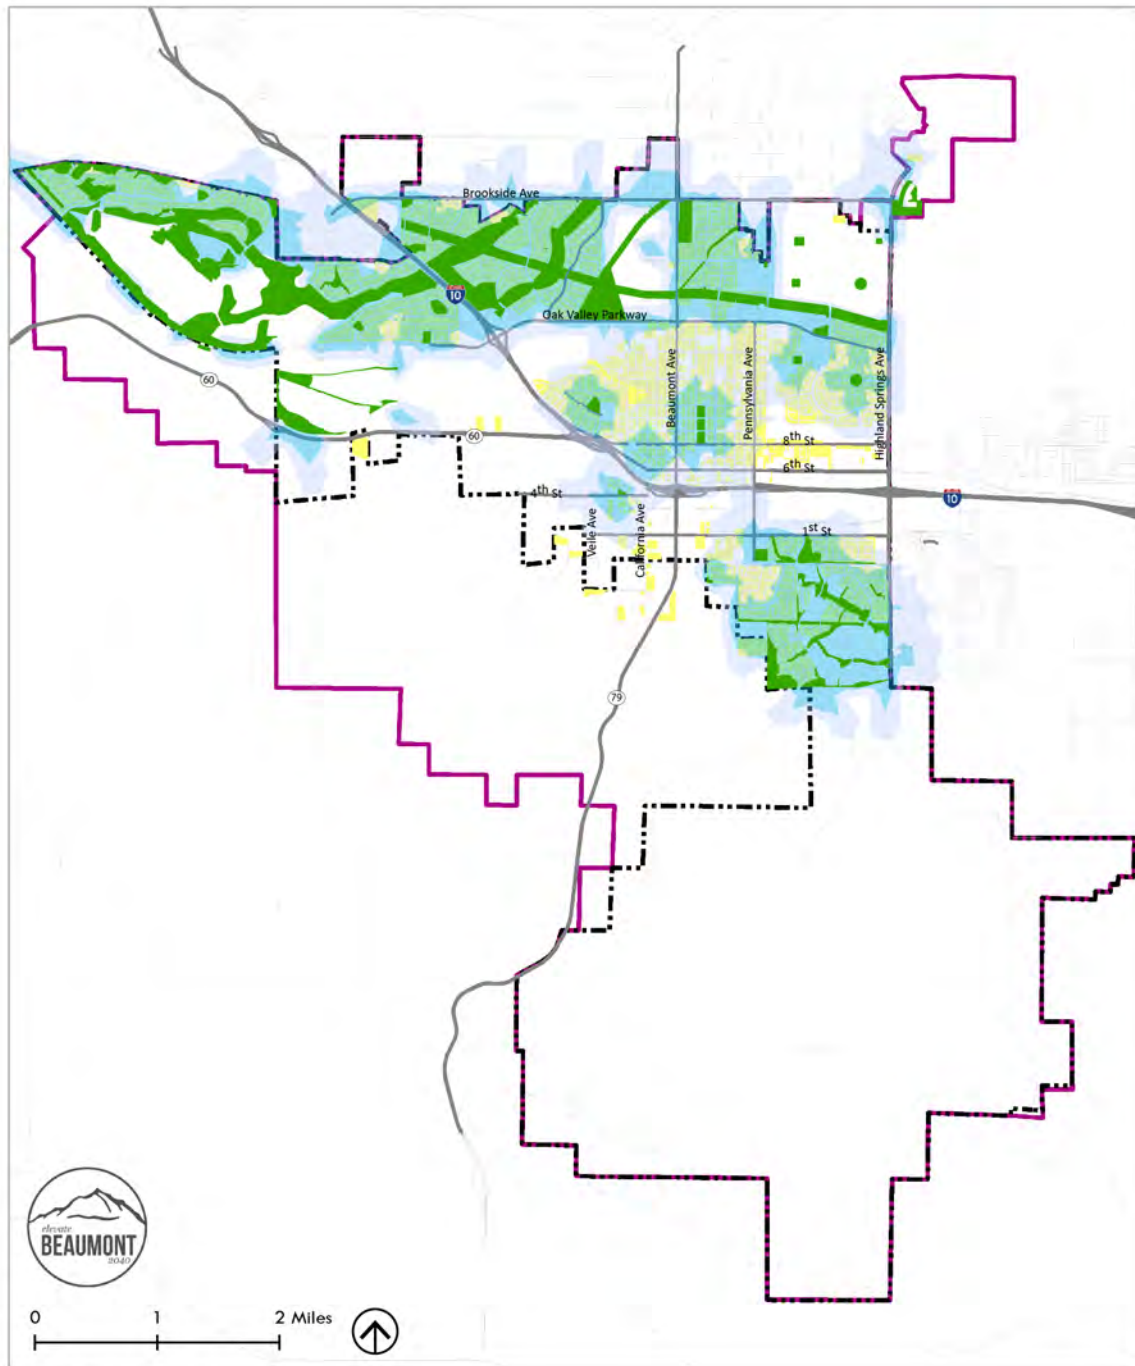 Brookside Ave
10
Oak Valley Parkway
60
Beaumont Ave
Pennsylvania Ave
Highland Springs Ave
60
8th St
6th St
4th St
10
Veile Ave
California Ave
1st St
79
elevate
BEAUMONT
2040
0 1 2 Miles